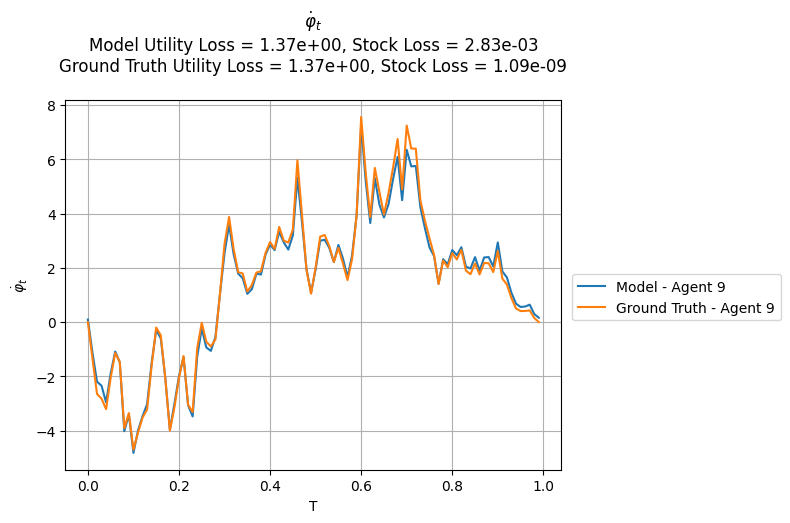 φ̇ₜ
Model Utility Loss = 1.37e+00, Stock Loss = 2.83e-03
Ground Truth Utility Loss = 1.37e+00, Stock Loss = 1.09e-09
φ̇ₜ
8
6
4
2
0
−2
−4
0.0
0.2
0.4
0.6
0.8
1.0
T
Model - Agent 9
Ground Truth - Agent 9